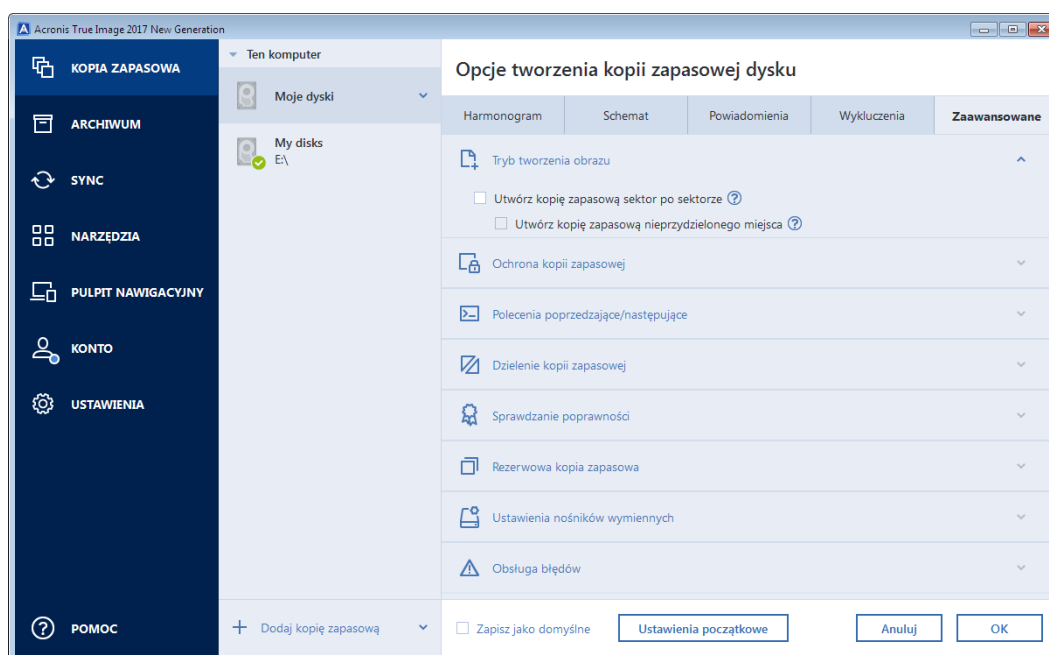 Acronis True Image 2017 New Generation
KOPIA ZAPASOWA
ARCHIWUM
SYNC
NARZĘDZIA
PULPIT NAWIGACYJNY
KONTO
USTAWIENIA
POMOC
Ten komputer
Moje dyski
My disks
E:\
Dodaj kopię zapasową
Opcje tworzenia kopii zapasowej dysku
Harmonogram
Schemat
Powiadomienia
Wykluczenia
Zaawansowane
Tryb tworzenia obrazu
Utwórz kopię zapasową sektor po sektorze ?
Utwórz kopię zapasową nieprzydzielonego miejsca ?
Ochrona kopii zapasowej
Polecenia poprzedzające/następujące
Dzielenie kopii zapasowej
Sprawdzanie poprawności
Rezerwowa kopia zapasowa
Ustawienia nośników wymiennych
Obsługa błędów
Zapisz jako domyślne
Ustawienia początkowe
Anuluj
OK